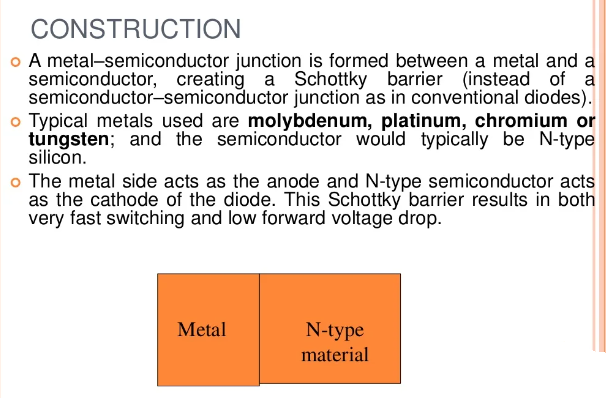 CONSTRUCTION
A metal–semiconductor junction is formed between a metal and a
semiconductor, creating a Schottky barrier (instead of a
semiconductor–semiconductor junction as in conventional diodes).
Typical metals used are molybdenum, platinum, chromium or
tungsten; and the semiconductor would typically be N-type
silicon.
The metal side acts as the anode and N-type semiconductor acts
as the cathode of the diode. This Schottky barrier results in both
very fast switching and low forward voltage drop.
Metal
N-type
material